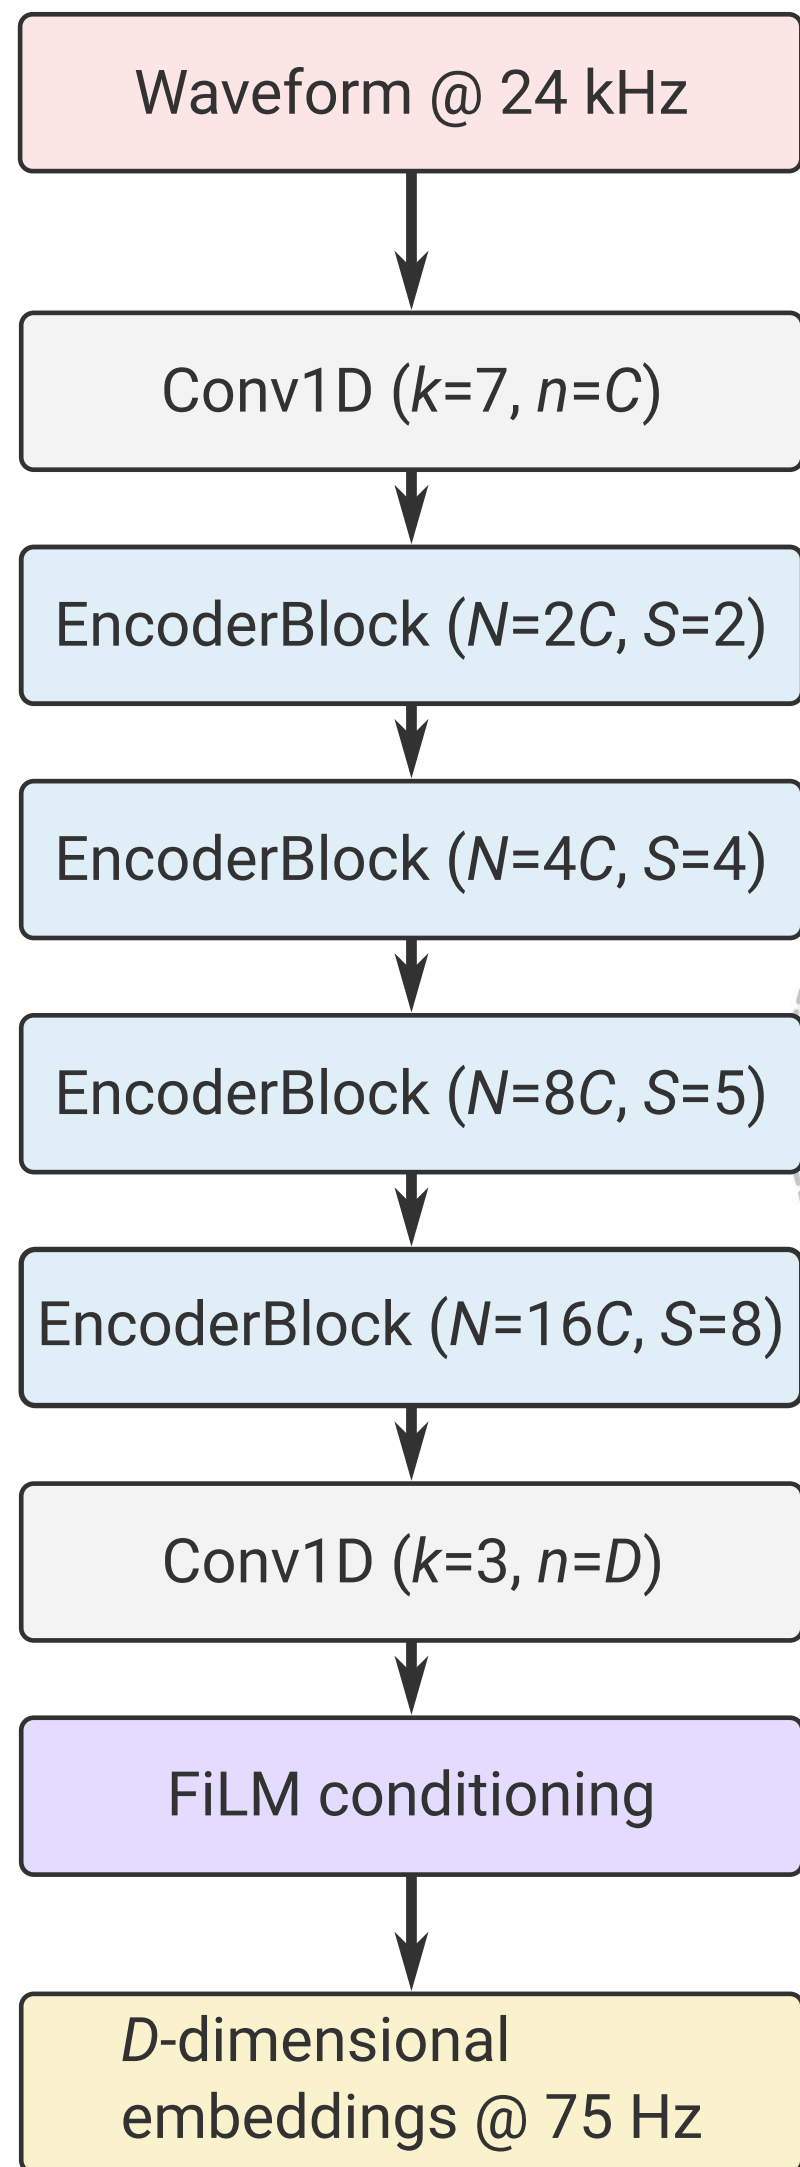 Waveform @ 24 kHz
Conv1D (k=7, n=C)
EncoderBlock (N=2C, S=2)
EncoderBlock (N=4C, S=4)
EncoderBlock (N=8C, S=5)
EncoderBlock (N=16C, S=8)
Conv1D (k=3, n=D)
FiLM conditioning
D-dimensional
embeddings @ 75 Hz